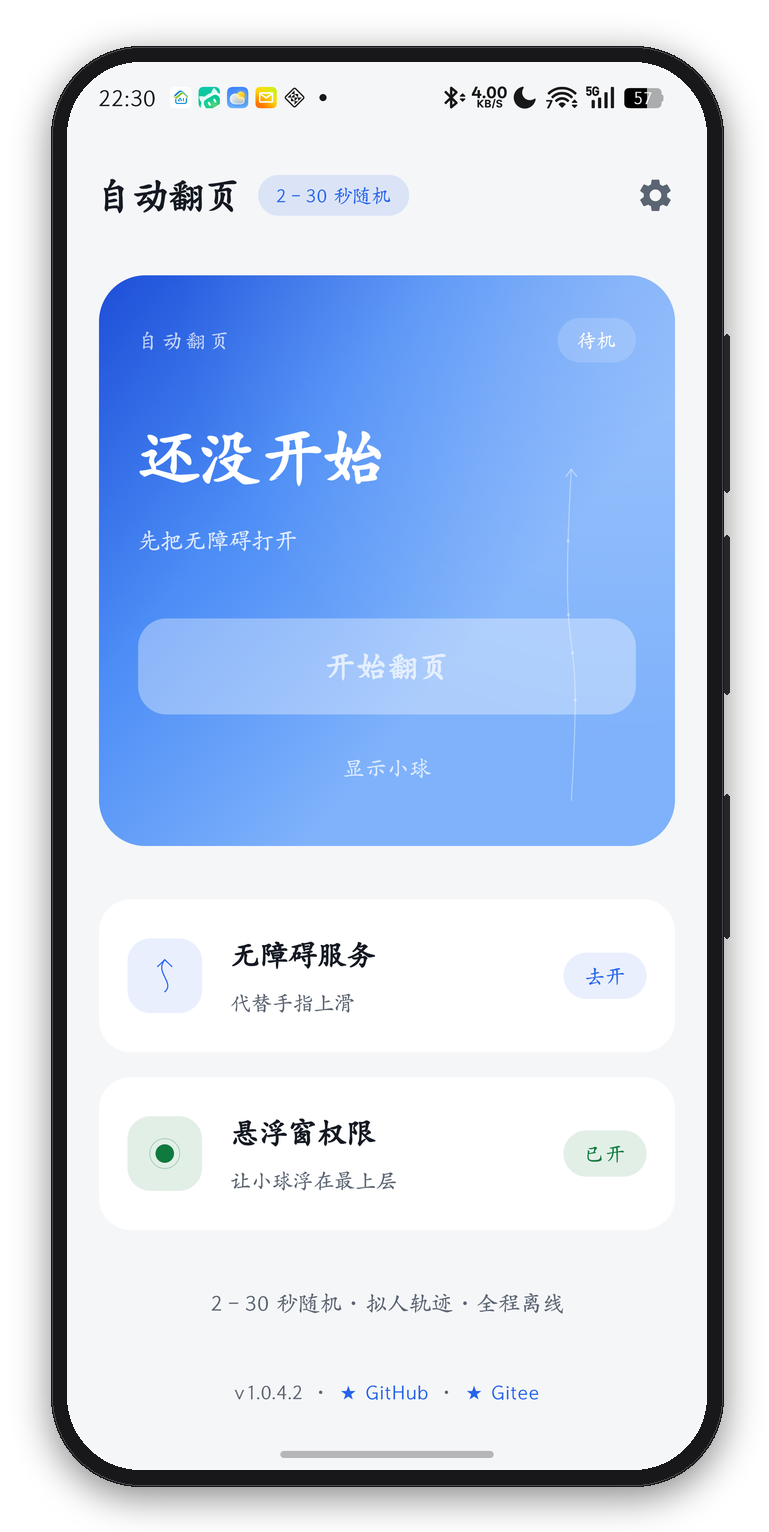 22:30 4.00 KB/S 7 5G 57
自动翻页 2 – 30 秒随机
自动翻页 待机
还没开始
先把无障碍打开
开始翻页
显示小球
无障碍服务
代替手指上滑
去开
悬浮窗权限
让小球浮在最上层
已开
2 – 30 秒随机 · 拟人轨迹 · 全程离线
v1.0.4.2 · ★ GitHub · ★ Gitee